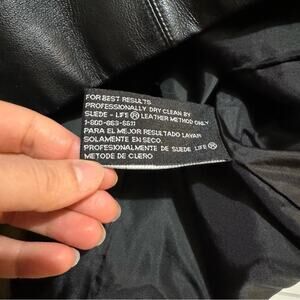 FOR BEST RESULTS
PROFESSIONALLY DRY CLEAN BY
SUEDE - LIFE ® LEATHER METHOD ONLY
1-800-863-5511
PARA EL MEJOR RESULTADO LAVAR
SOLAMENTE EN SECO.
PROFESIONALMENTE DE SUEDE LIFE ®
METODE DE CUERO